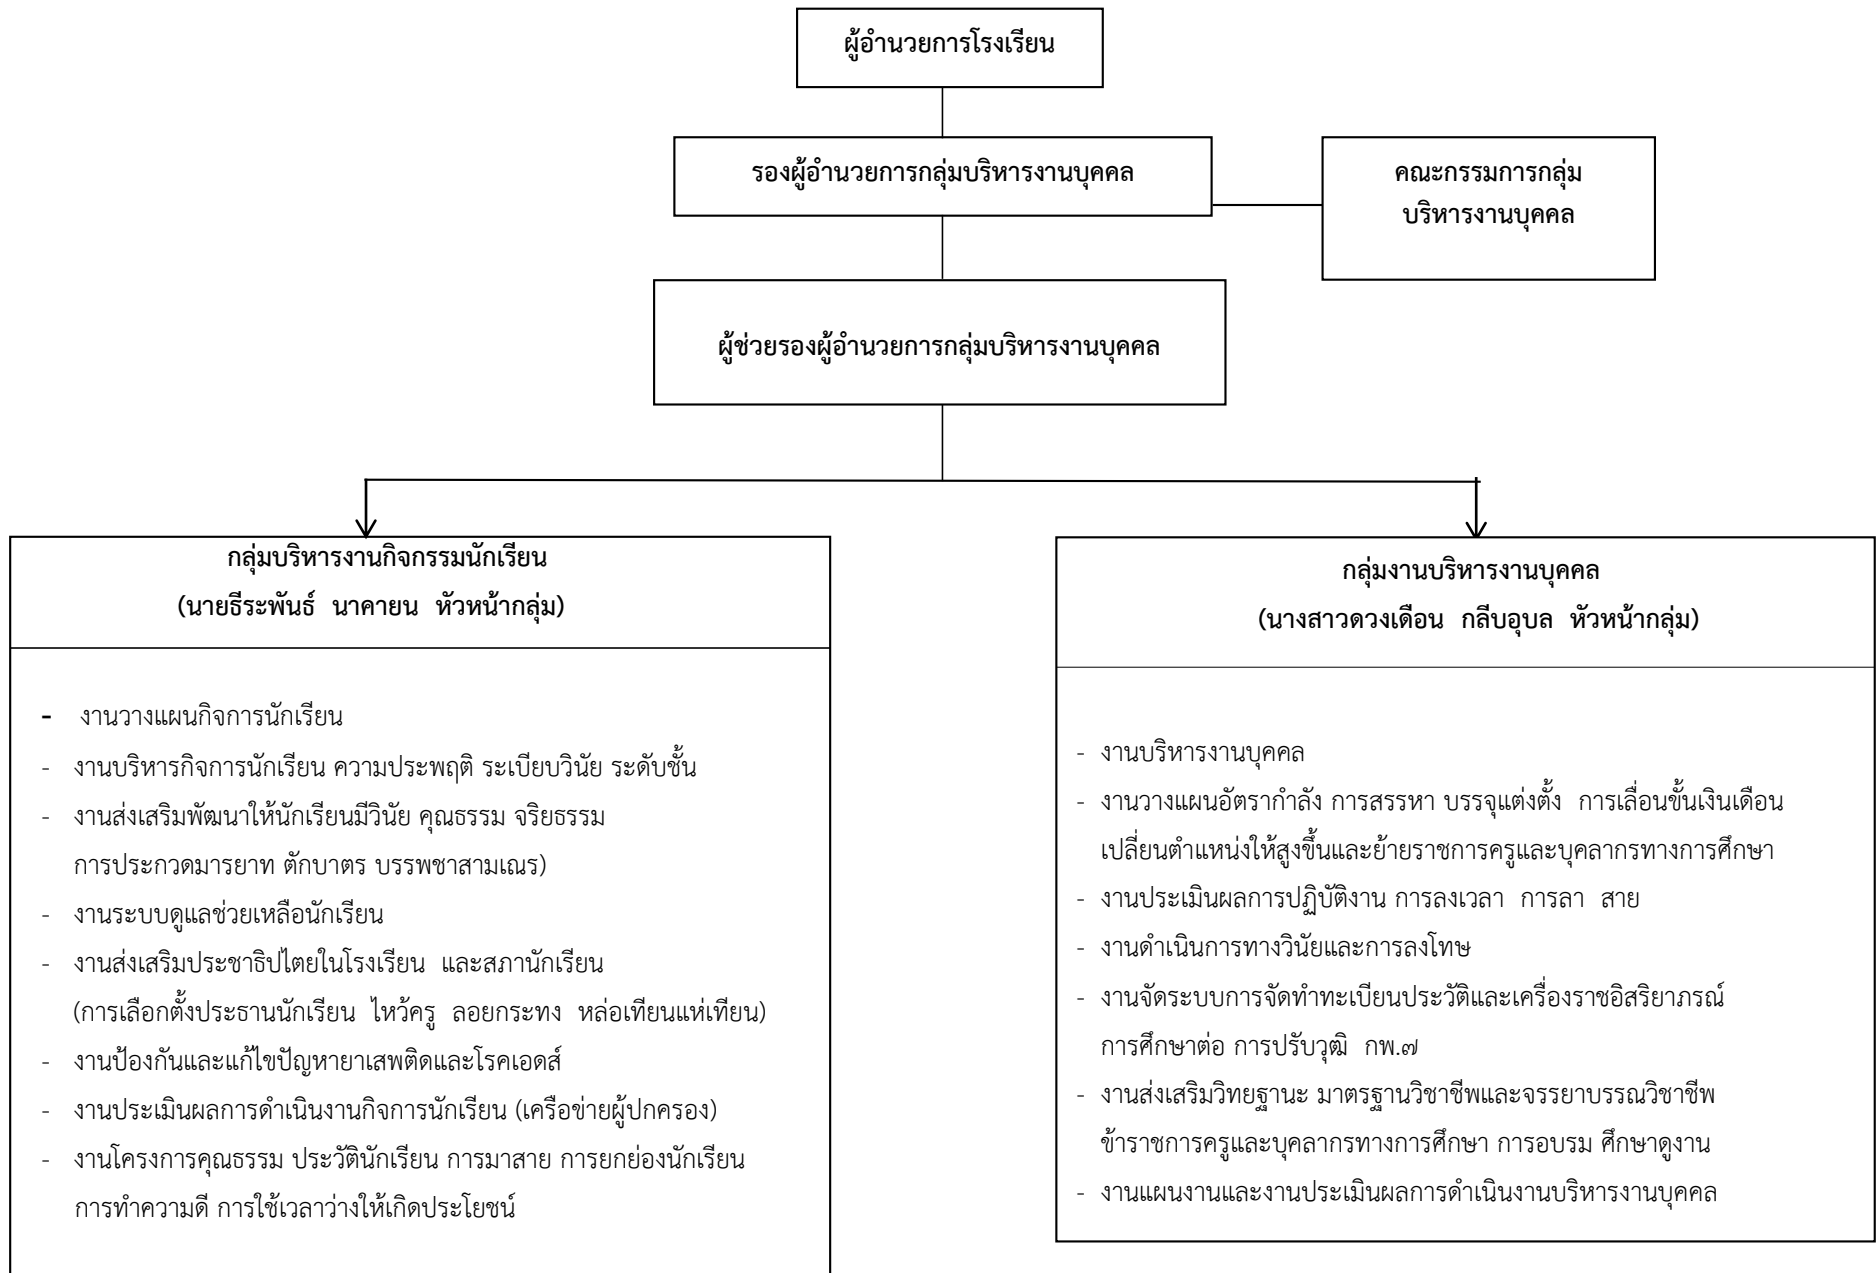 ผู้อำนวยการโรงเรียน
รองผู้อำนวยการกลุ่มบริหารงานบุคคล
คณะกรรมการกลุ่ม
บริหารงานบุคคล
ผู้ช่วยรองผู้อำนวยการกลุ่มบริหารงานบุคคล
กลุ่มบริหารงานกิจกรรมนักเรียน
(นายธีระพันธ์ นาคายน หัวหน้ากลุ่ม)
- งานวางแผนกิจการนักเรียน
- งานบริหารกิจการนักเรียน ความประพฤติ ระเบียบวินัย ระดับชั้น
- งานส่งเสริมพัฒนาให้นักเรียนมีวินัย คุณธรรม จริยธรรม
การประกวดมารยาท ตักบาตร บรรพชาสามเณร)
- งานระบบดูแลช่วยเหลือนักเรียน
- งานส่งเสริมประชาธิปไตยในโรงเรียน และสภานักเรียน
(การเลือกตั้งประธานนักเรียน ไหว้ครู ลอยกระทง หล่อเทียนแห่เทียน)
- งานป้องกันและแก้ไขปัญหายาเสพติดและโรคเอดส์
- งานประเมินผลการดำเนินงานกิจการนักเรียน (เครือข่ายผู้ปกครอง)
- งานโครงการคุณธรรม ประวัตินักเรียน การมาสาย การยกย่องนักเรียน
การทำความดี การใช้เวลาว่างให้เกิดประโยชน์
กลุ่มงานบริหารงานบุคคล
(นางสาวดวงเดือน กลีบอุบล หัวหน้ากลุ่ม)
- งานบริหารงานบุคคล
- งานวางแผนอัตรากำลัง การสรรหา บรรจุแต่งตั้ง การเลื่อนขั้นเงินเดือน
เปลี่ยนตำแหน่งให้สูงขึ้นและย้ายราชการครูและบุคลากรทางการศึกษา
- งานประเมินผลการปฏิบัติงาน การลงเวลา การลา สาย
- งานดำเนินการทางวินัยและการลงโทษ
- งานจัดระบบการจัดทำทะเบียนประวัติและเครื่องราชอิสริยาภรณ์
การศึกษาต่อ การปรับวุฒิ กพ.๗
- งานส่งเสริมวิทยฐานะ มาตรฐานวิชาชีพและจรรยาบรรณวิชาชีพ
ข้าราชการครูและบุคลากรทางการศึกษา การอบรม ศึกษาดูงาน
- งานแผนงานและงานประเมินผลการดำเนินงานบริหารงานบุคคล